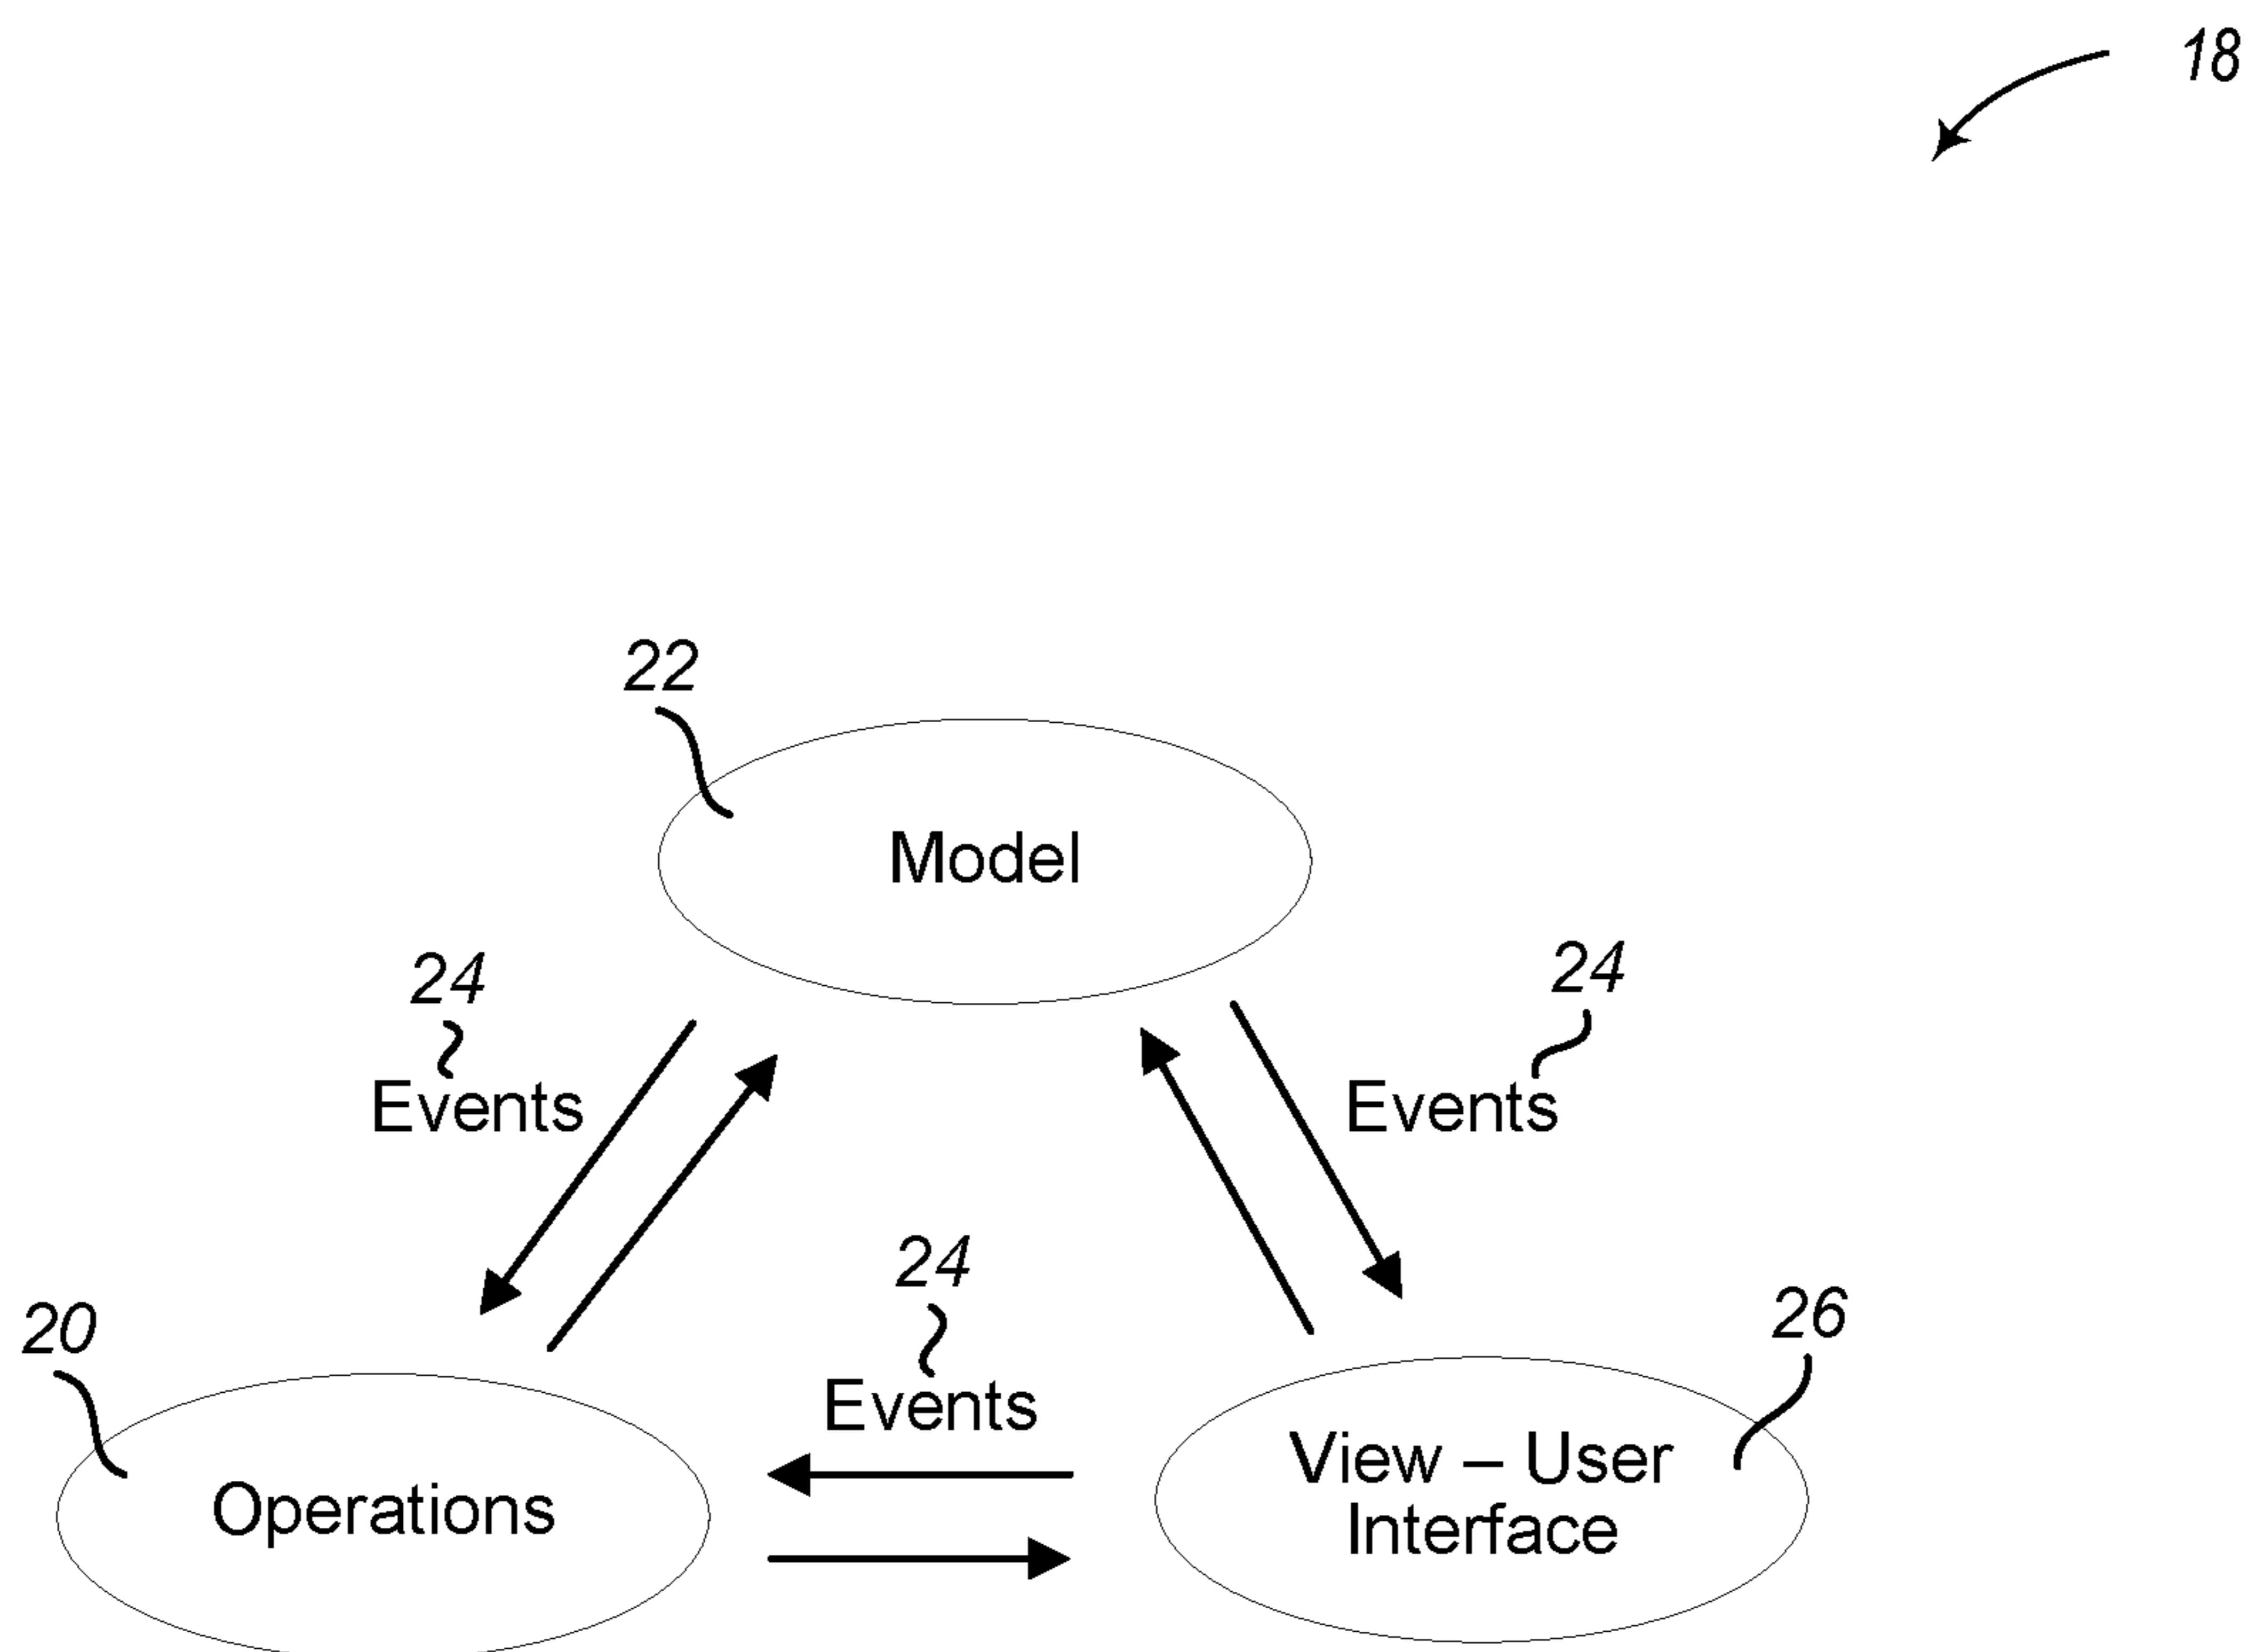 18
22
Model
24
24
Events
Events
24
20
26
Events
View – User
Interface
Operations